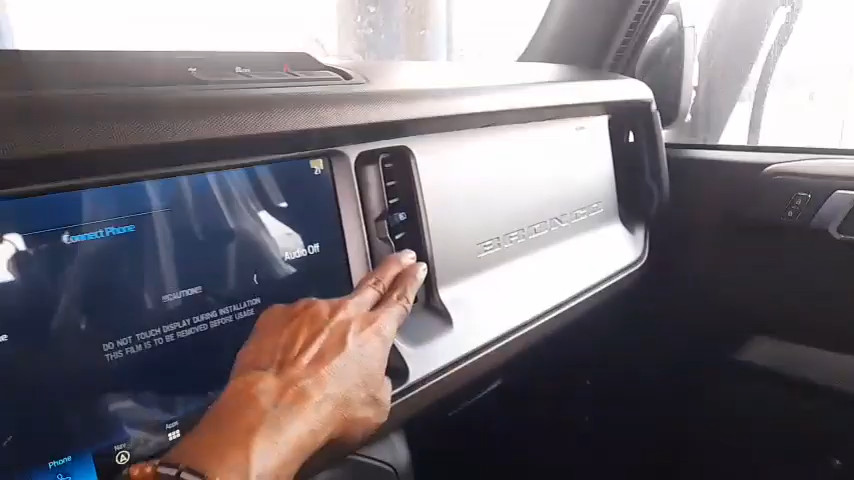 Connect Phone
Audio Off
!!CAUTION!!
DO NOT TOUCH DISPLAY DURING INSTALLATION
THIS FILM IS TO BE REMOVED BEFORE USAGE
Apps
Nav
Phone
BRONCO